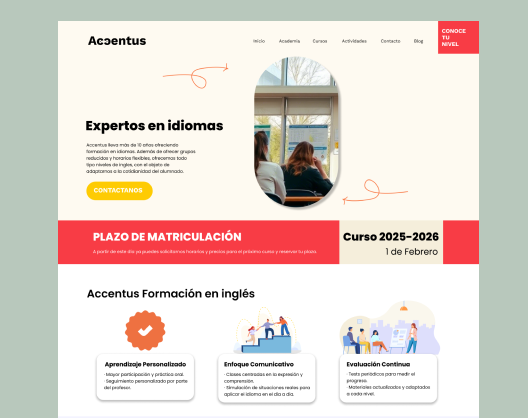 Accentus
Inicio Academia Cursos Actividades Contacto Blog
CONOCE
TU
NIVEL
Expertos en idiomas
Accentus lleva más de 10 años ofreciendo
formación en idiomas. Además de ofrecer grupos
reducidos y horarios flexibles, ofrecemos todo
tipo niveles de ingles, con el objeto de
adaptarnos a la cotidianidad del alumnado.
CONTACTANOS
PLAZO DE MATRICULACIÓN
A partir de este día ya puedes solicitarnos horarios y precios para el próximo curso y reservar tu plaza.
Curso 2025-2026
1 de Febrero
Accentus Formación en inglés
Aprendizaje Personalizado
· Mayor participación y práctica oral.
· Seguimiento personalizado por parte
del profesor.
Enfoque Comunicativo
· Clases centradas en la expresión y
comprensión.
· Simulación de situaciones reales para
aplicar el idioma en el día a día.
Evaluación Continua
· Tests periódicos para medir el
progreso.
· Materiales actualizados y adaptados
a cada nivel.